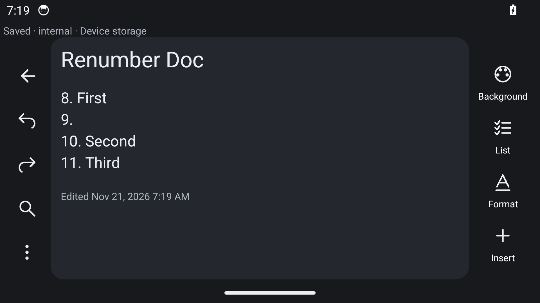 7:19
Saved · internal · Device storage
Renumber Doc
8. First
9.
10. Second
11. Third
Edited Nov 21, 2026 7:19 AM
Background
List
Format
Insert